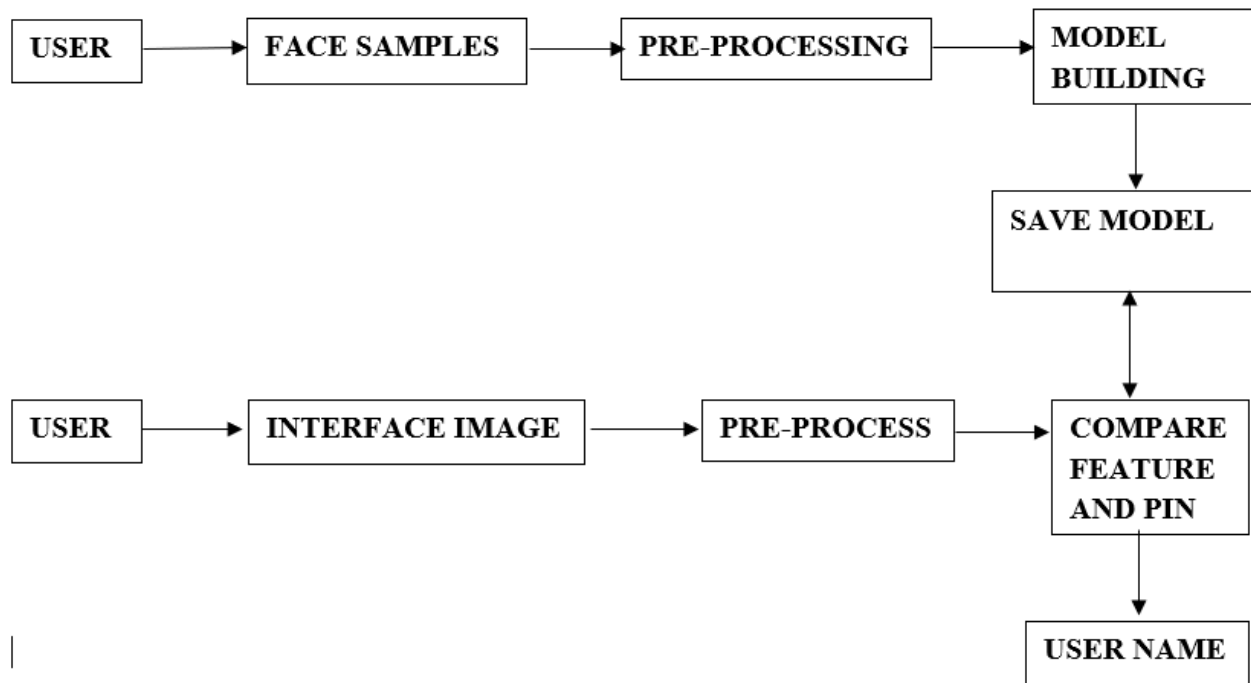 USER
FACE SAMPLES
PRE-PROCESSING
MODEL
BUILDING
SAVE MODEL
USER
INTERFACE IMAGE
PRE-PROCESS
COMPARE
FEATURE
AND PIN
USER NAME